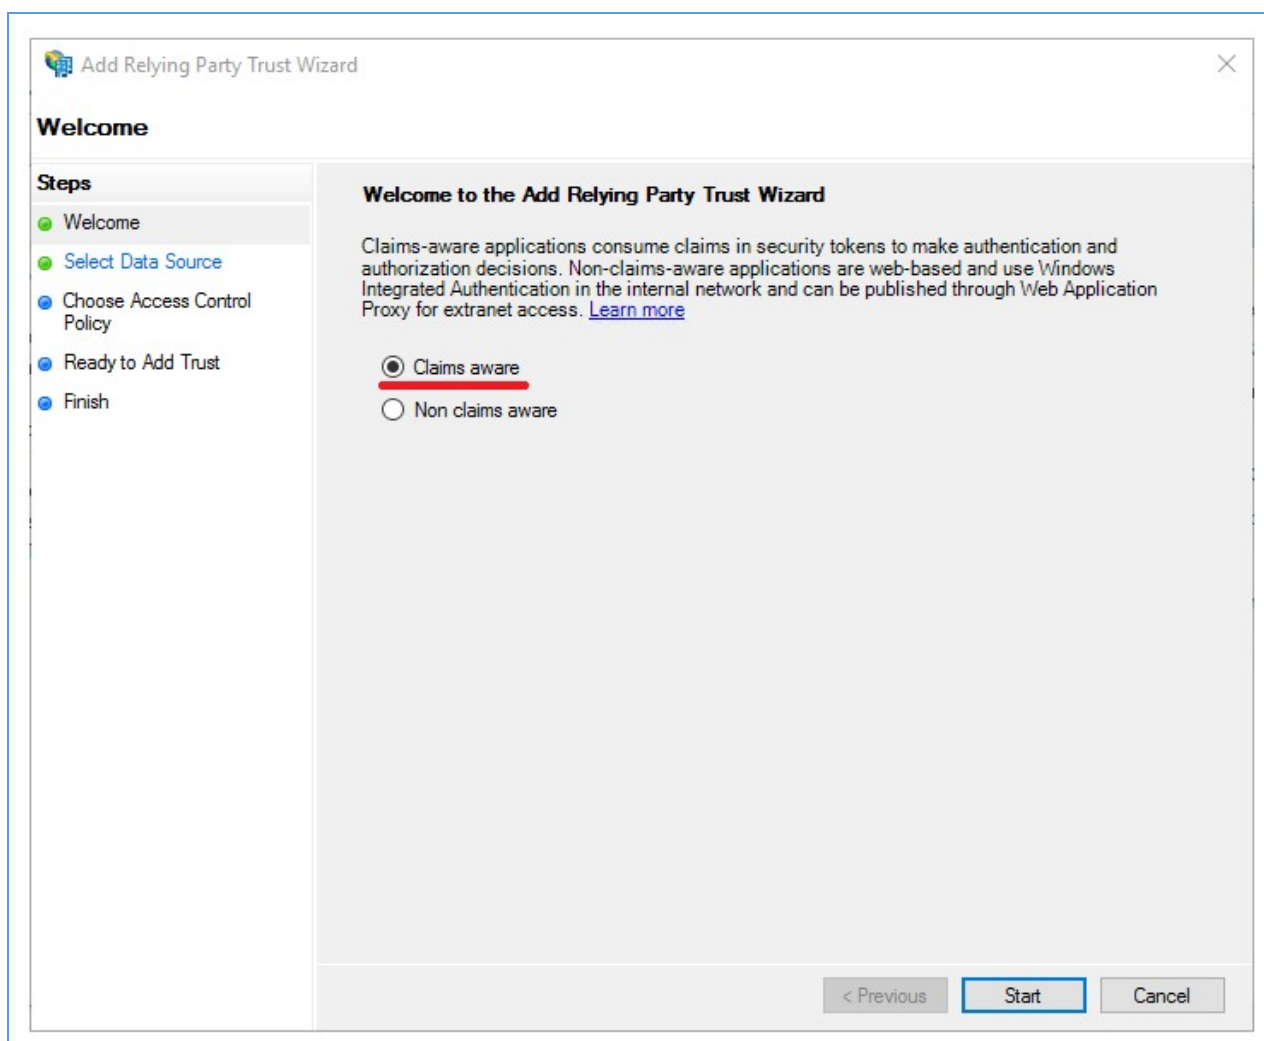 Add Relying Party Trust Wizard
Welcome
Steps
Welcome
Select Data Source
Choose Access Control
Policy
Ready to Add Trust
Finish
Welcome to the Add Relying Party Trust Wizard
Claims-aware applications consume claims in security tokens to make authentication and
authorization decisions. Non-claims-aware applications are web-based and use Windows
Integrated Authentication in the internal network and can be published through Web Application
Proxy for extranet access. Learn more
Claims aware
Non claims aware
< Previous
Start
Cancel